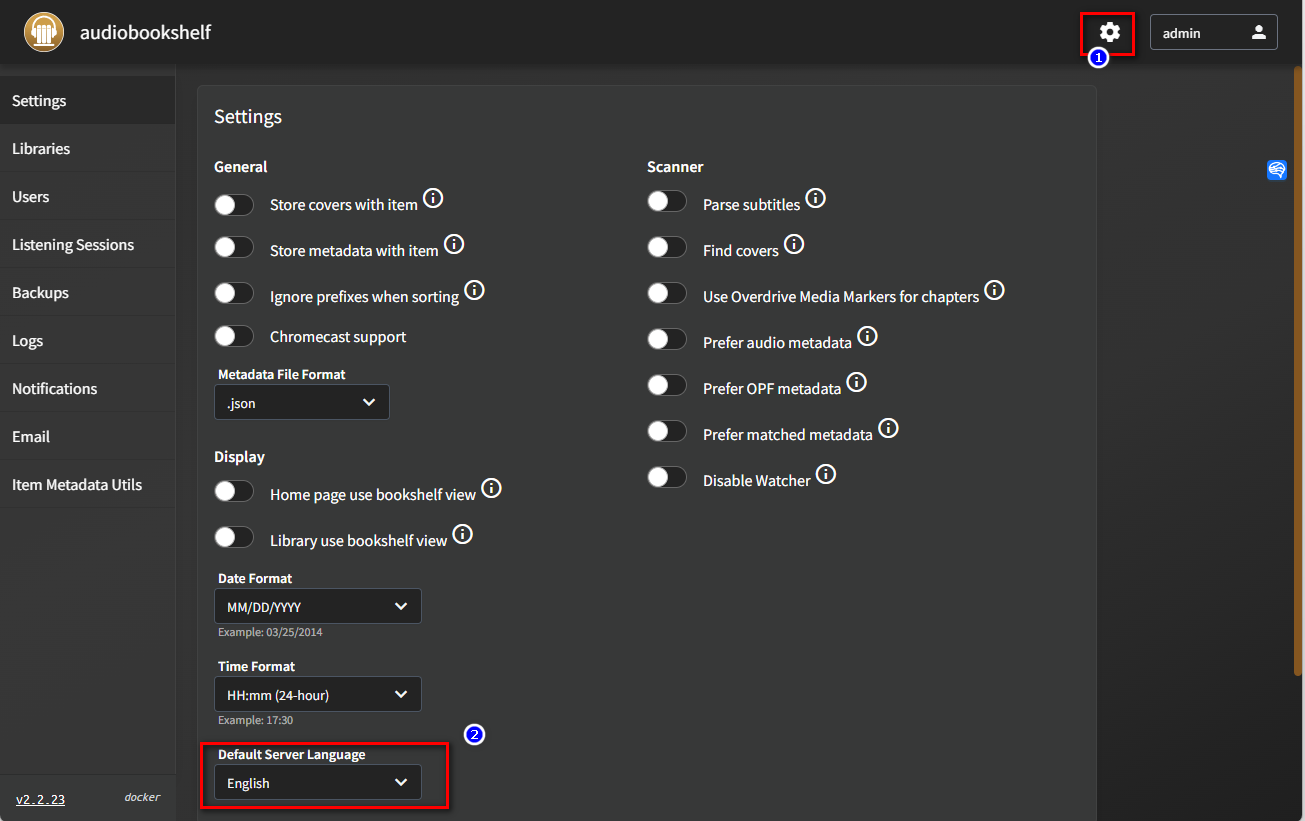 audiobookshelf
1
admin
Settings
Libraries
Users
Listening Sessions
Backups
Logs
Notifications
Email
Item Metadata Utils
v2.2.23
docker
Settings
General
Store covers with item
Store metadata with item
Ignore prefixes when sorting
Chromecast support
Metadata File Format
.json
Display
Home page use bookshelf view
Library use bookshelf view
Date Format
MM/DD/YYYY
Example: 03/25/2014
Time Format
HH:mm (24-hour)
Example: 17:30
2
Default Server Language
English
Scanner
Parse subtitles
Find covers
Use Overdrive Media Markers for chapters
Prefer audio metadata
Prefer OPF metadata
Prefer matched metadata
Disable Watcher